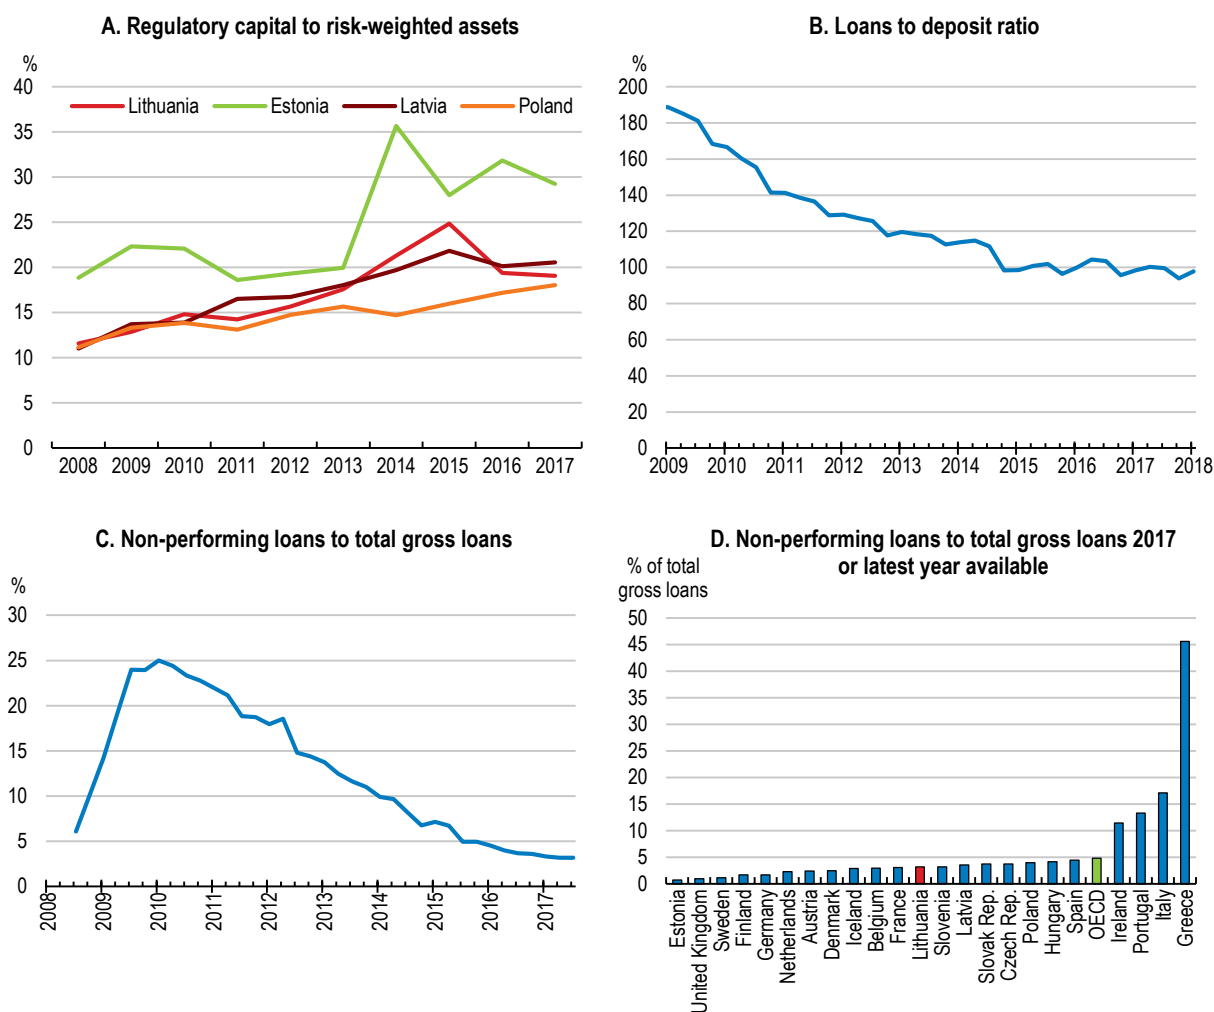 A. Regulatory capital to risk-weighted assets
%
40
35
30
25
20
15
10
5
0
Lithuania Estonia Latvia Poland
2008 2009 2010 2011 2012 2013 2014 2015 2016 2017
B. Loans to deposit ratio
%
200
180
160
140
120
100
80
60
40
20
0
2009 2010 2011 2012 2013 2014 2015 2016 2017 2018
C. Non-performing loans to total gross loans
%
30
25
20
15
10
5
0
2008 2009 2010 2011 2012 2013 2014 2015 2016 2017
D. Non-performing loans to total gross loans 2017
or latest year available
% of total
gross loans
50
45
40
35
30
25
20
15
10
5
0
Estonia
United Kingdom
Sweden
Finland
Germany
Netherlands
Austria
Denmark
Iceland
Belgium
France
Lithuania
Slovenia
Latvia
Slovak Rep.
Czech Rep.
Poland
Hungary
Spain
OECD
Ireland
Portugal
Italy
Greece